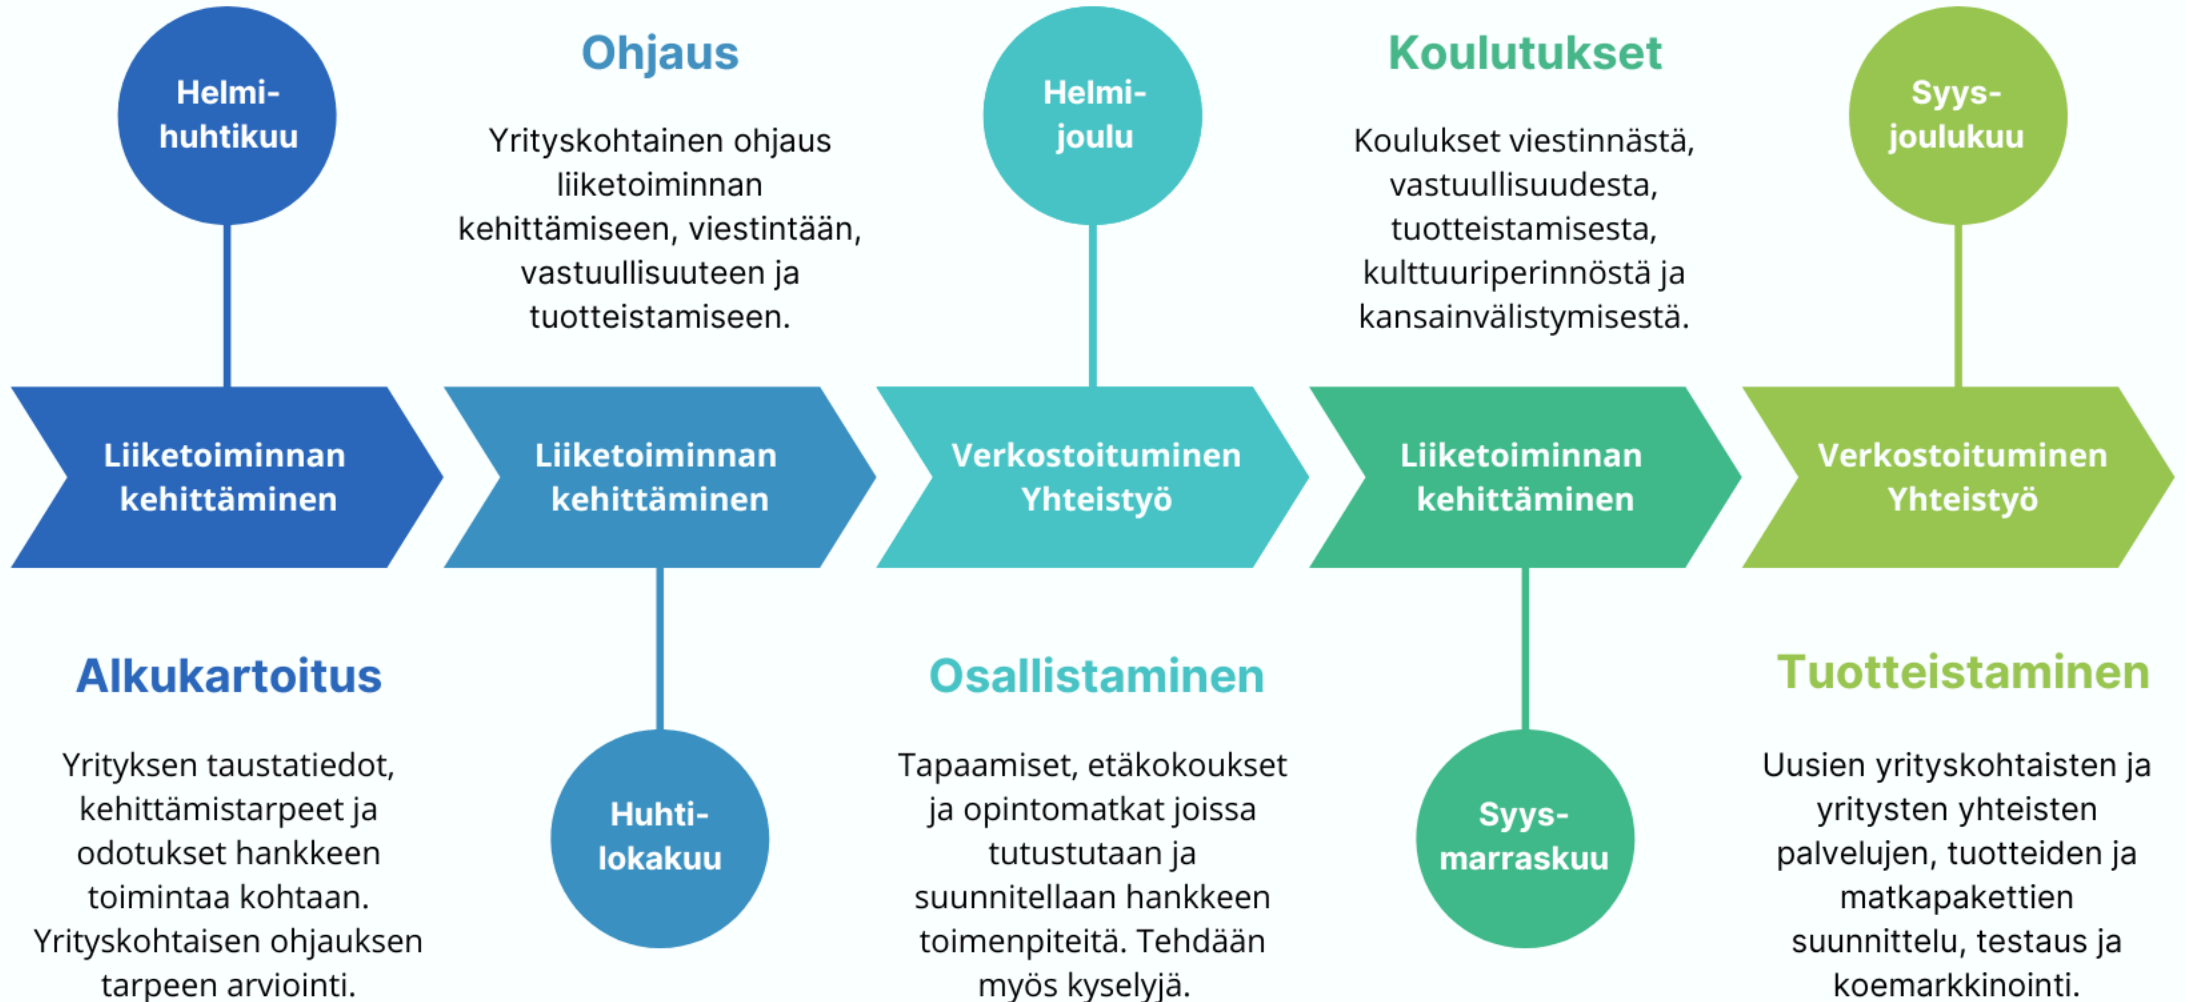 Helmi-
huhtikuu
Liiketoiminnan
kehittäminen
Alkukartoitus
Yrityksen taustatiedot,
kehittämistarpeet ja
odotukset hankkeen
toimintaa kohtaan.
Yrityskohtaisen ohjauksen
tarpeen arviointi.
Ohjaus
Yrityskohtainen ohjaus
liiketoiminnan
kehittämiseen, viestintään,
vastuullisuuteen ja
tuotteistamiseen.
Liiketoiminnan
kehittäminen
Huhti-
lokakuu
Helmi-
joulu
Verkostoituminen
Yhteistyö
Osallistaminen
Tapaamiset, etäkokoukset
ja opintomatkat joissa
tutustutaan ja
suunnitellaan hankkeen
toimenpiteitä. Tehdään
myös kyselyjä.
Koulutukset
Koulukset viestinnästä,
vastuullisuudesta,
tuotteistamisesta,
kulttuuriperinnöstä ja
kansainvälistymisestä.
Liiketoiminnan
kehittäminen
Syys-
marraskuu
Syys-
joulukuu
Verkostoituminen
Yhteistyö
Tuotteistaminen
Uusien yrityskohtaisten ja
yritysten yhteisten
palvelujen, tuotteiden ja
matkapakettien
suunnittelu, testaus ja
koemarkkinointi.